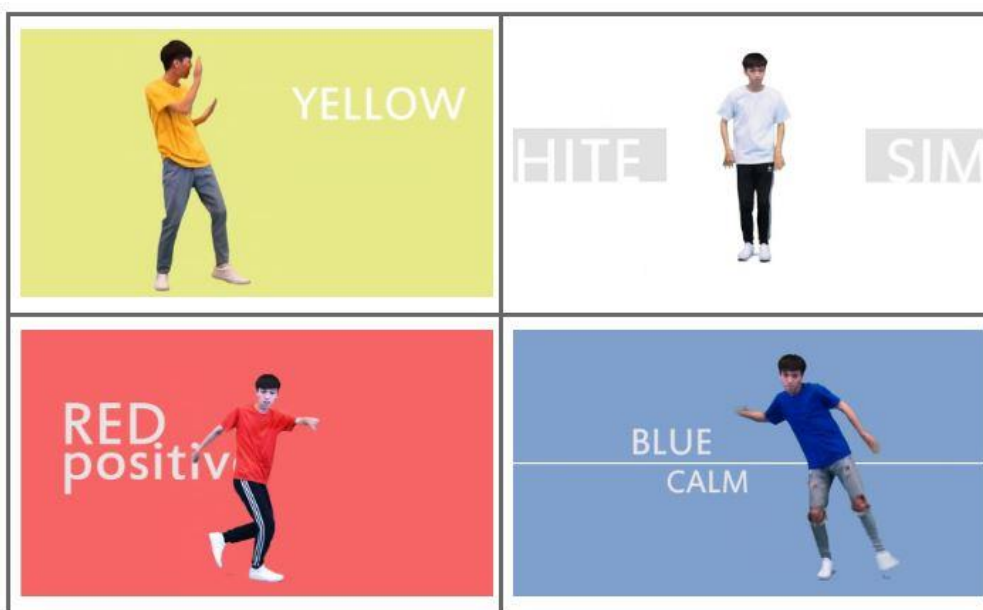 YELLOW
HITE
SIM
RED
positiv
BLUE
CALM